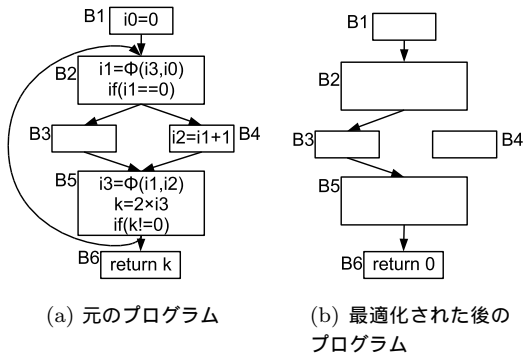 B1
i0=0
B2
i1=Φ(i3,i0)
if(i1==0)
B3
i2=i1+1
B4
B5
i3=Φ(i1,i2)
k=2×i3
if(k!=0)
B6
return k
(a) 元のプログラム
B1
B2
B3
B4
B5
B6
return 0
(b) 最適化された後の
プログラム